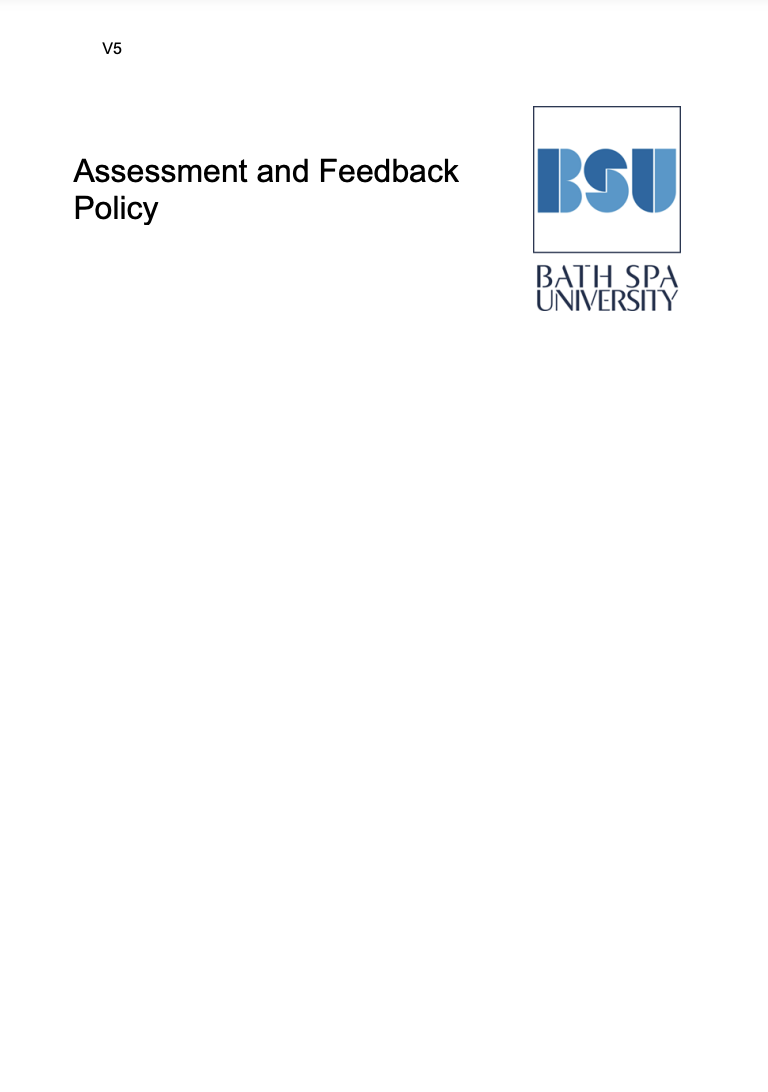 V5
Assessment and Feedback
Policy
BSU
BATH SPA
UNIVERSITY